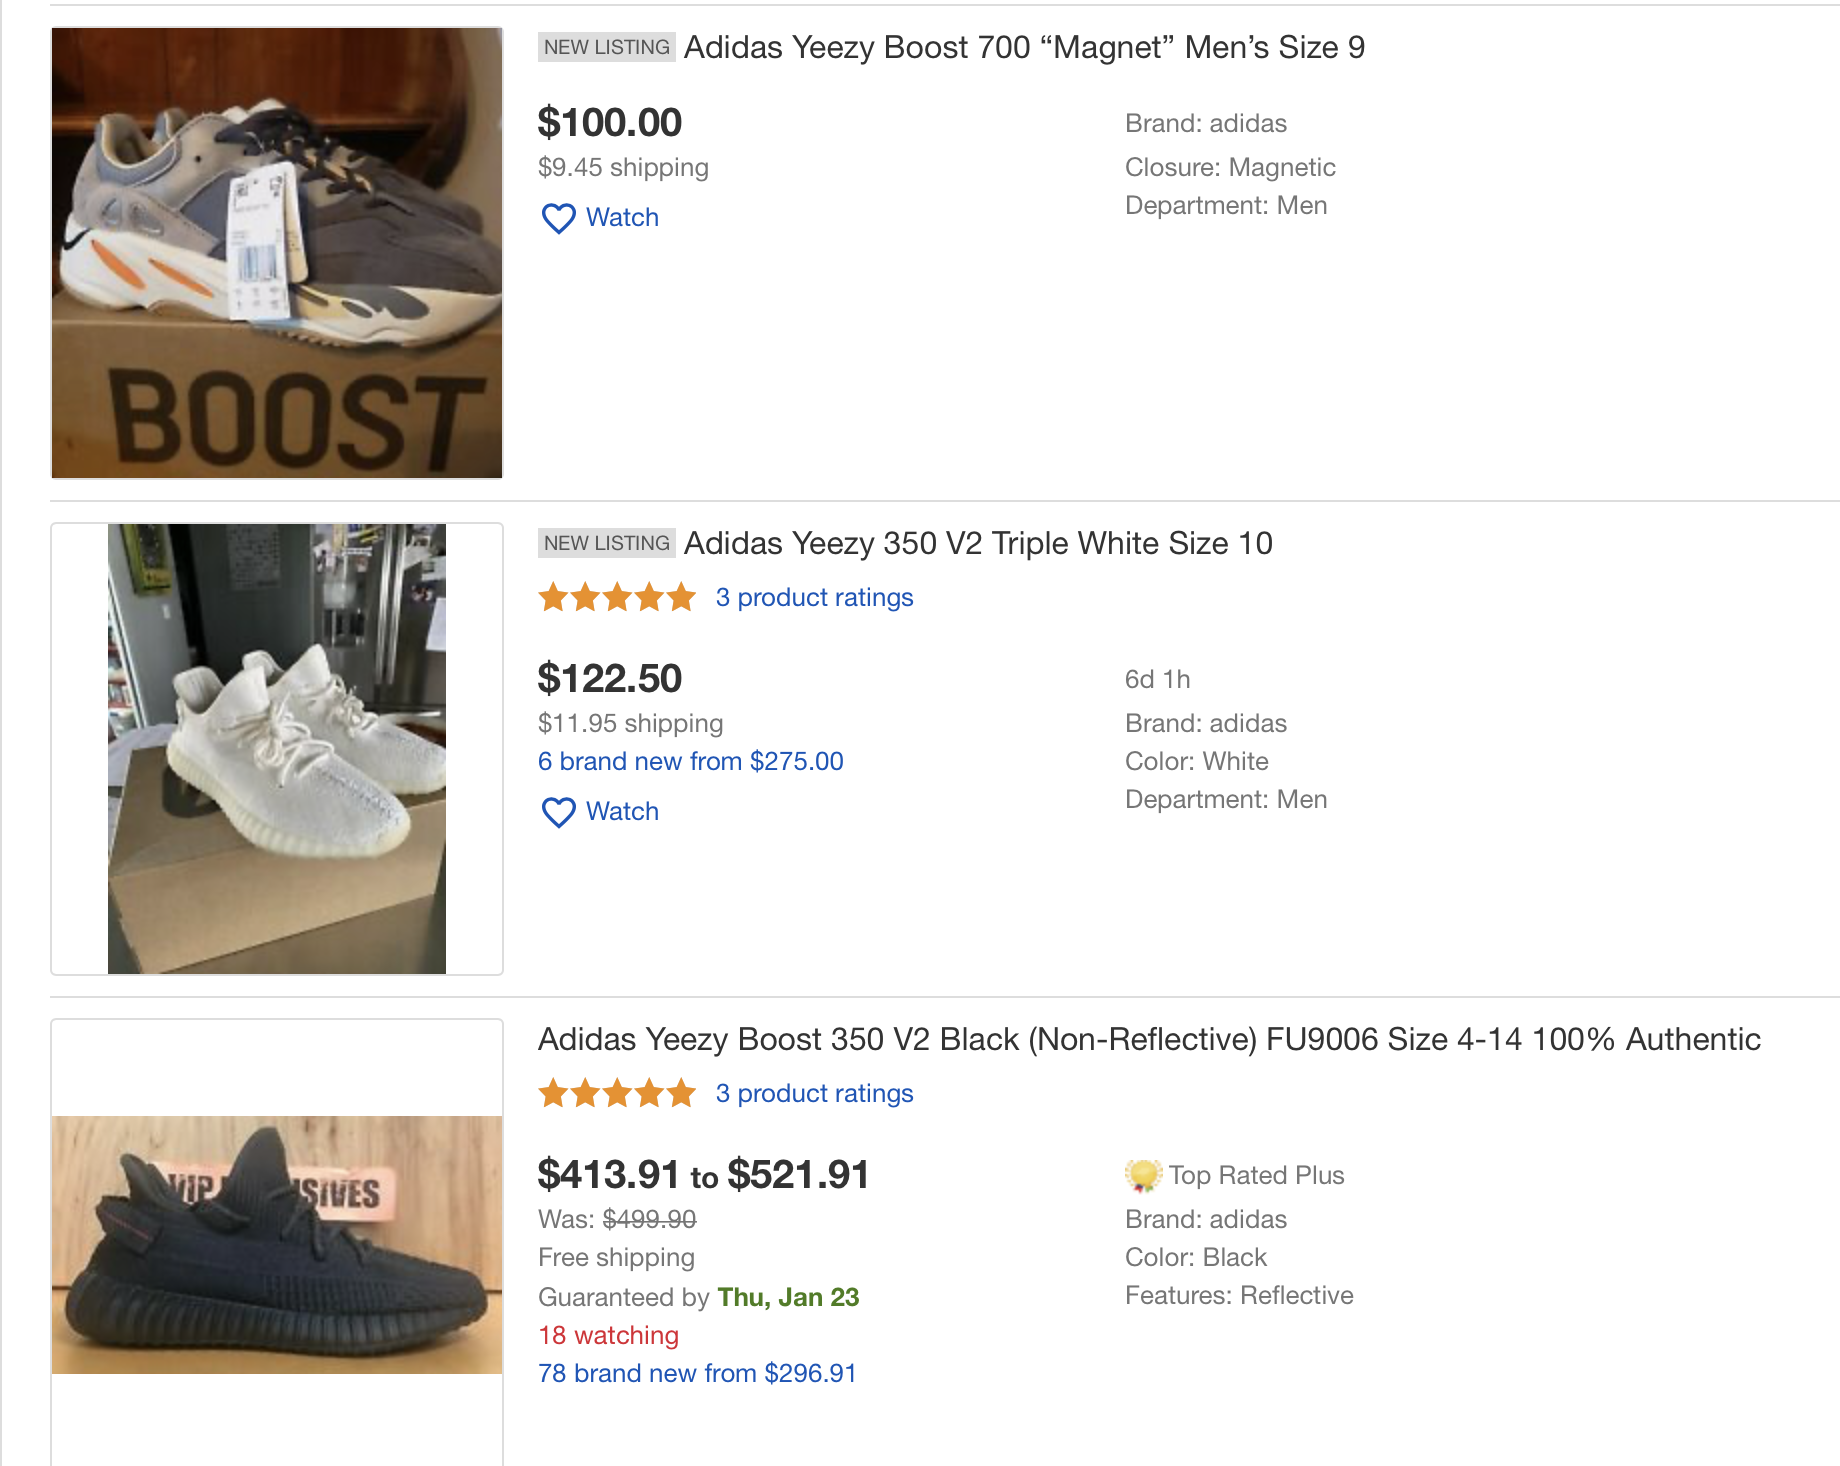 NEW LISTING Adidas Yeezy Boost 700 “Magnet” Men’s Size 9
$100.00
$9.45 shipping
Watch
Brand: adidas
Closure: Magnetic
Department: Men
BOOST
NEW LISTING Adidas Yeezy 350 V2 Triple White Size 10
3 product ratings
$122.50
$11.95 shipping
6 brand new from $275.00
Watch
6d 1h
Brand: adidas
Color: White
Department: Men
Adidas Yeezy Boost 350 V2 Black (Non-Reflective) FU9006 Size 4-14 100% Authentic
3 product ratings
$413.91 to $521.91
Was: $499.90
Free shipping
Guaranteed by Thu, Jan 23
18 watching
78 brand new from $296.91
Top Rated Plus
Brand: adidas
Color: Black
Features: Reflective
VIP